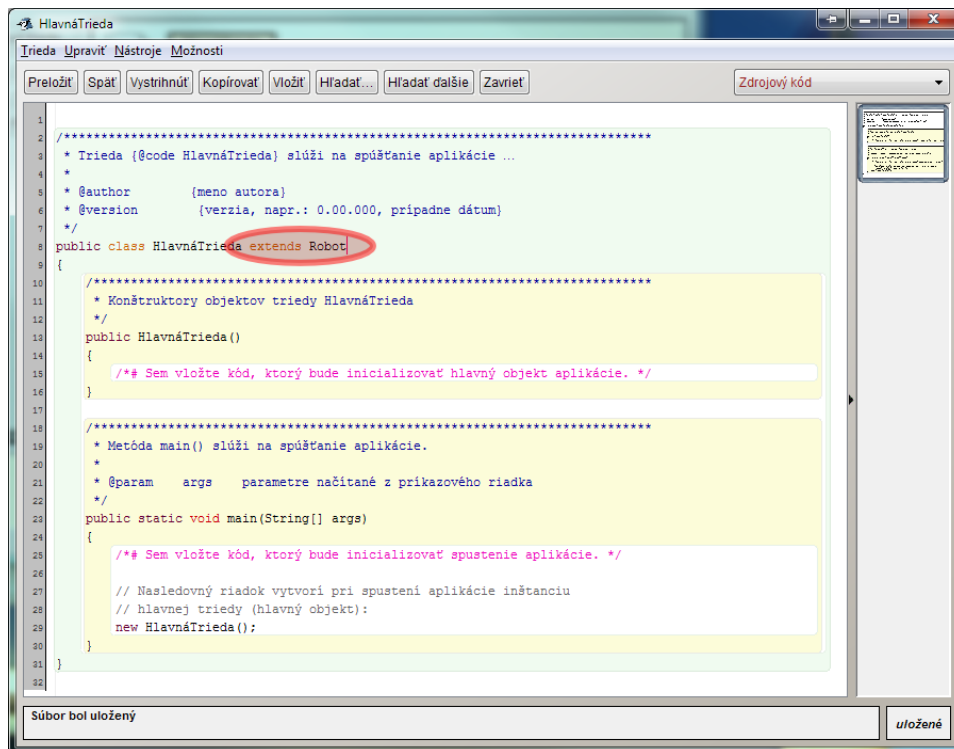 HlavnáTrieda
Trieda Upraviť Nástroje Možnosti
Preložiť Späť Vystrihnúť Kopírovať Vložiť Hľadať... Hľadať ďalšie Zavrieť Zdrojový kód
1
2 /*******************************************************************************
3 * Trieda {@code HlavnáTrieda} slúži na spúšťanie aplikácie …
4 *
5 * @author {meno autora}
6 * @version {verzia, napr.: 0.00.000, prípadne dátum}
7 */
8 public class HlavnáTrieda extends Robot
9 {
10 /***************************************************************************
11 * Konštruktory objektov triedy HlavnáTrieda
12 */
13 public HlavnáTrieda()
14 {
15 /*# Sem vložte kód, ktorý bude inicializovať hlavný objekt aplikácie. */
16 }
17
18 /***************************************************************************
19 * Metóda main() slúži na spúšťanie aplikácie.
20 *
21 * @param args parametre načítané z príkazového riadka
22 */
23 public static void main(String[] args)
24 {
25 /*# Sem vložte kód, ktorý bude inicializovať spustenie aplikácie. */
26
27 // Nasledovný riadok vytvorí pri spustení aplikácie inštanciu
28 // hlavnej triedy (hlavný objekt):
29 new HlavnáTrieda();
30 }
31 }
32
Súbor bol uložený
uložené